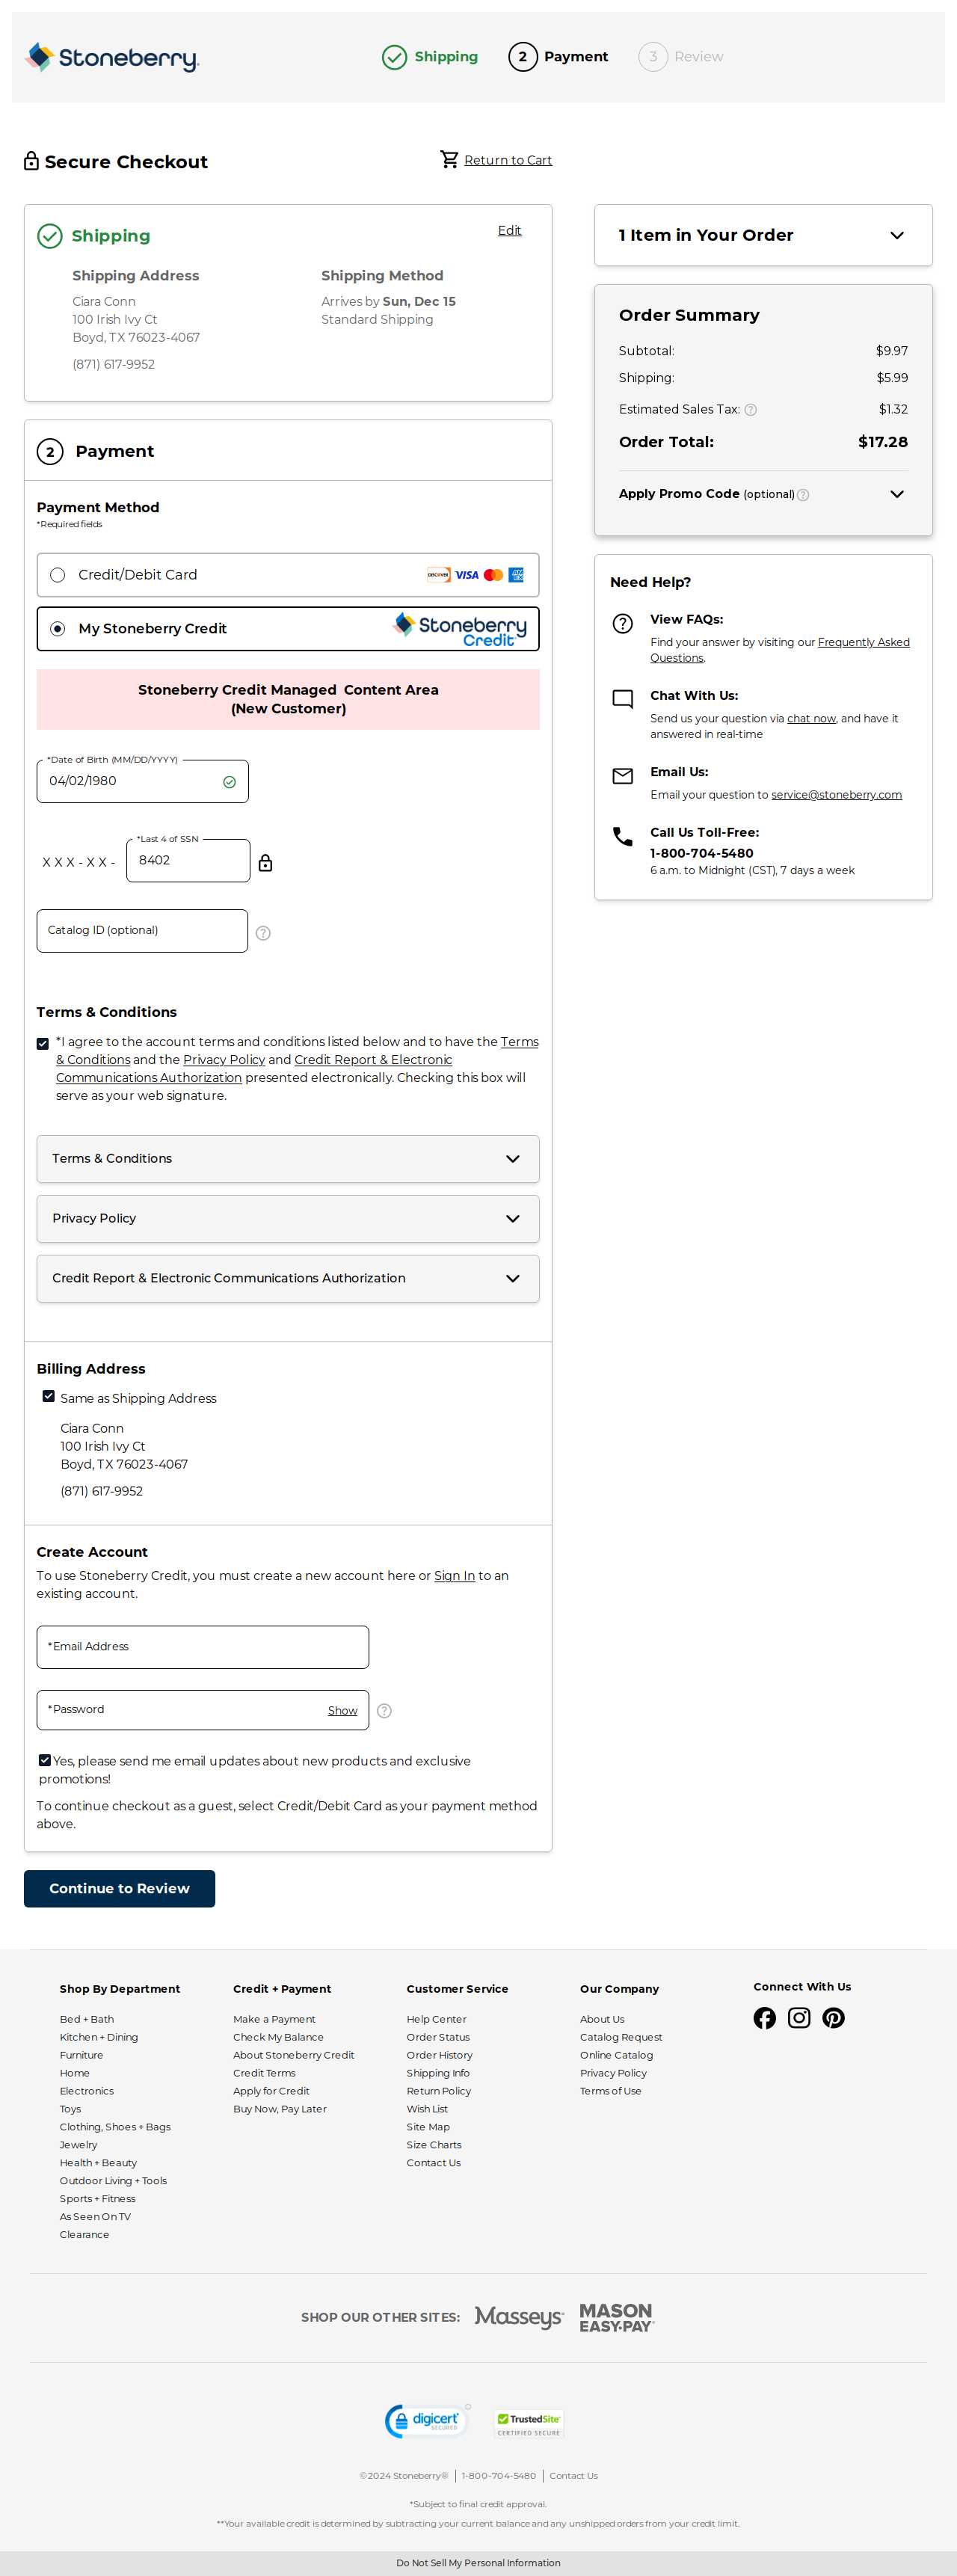 Stoneberry
Shipping
2 Payment
3 Review
Secure Checkout
Return to Cart
Shipping
Edit
Shipping Address
Ciara Conn
100 Irish Ivy Ct
Boyd, TX 76023-4067
(871) 617-9952
Shipping Method
Arrives by Sun, Dec 15
Standard Shipping
2 Payment
Payment Method
*Required fields
Credit/Debit Card
DISCOVER VISA AMEX
My Stoneberry Credit
Stoneberry
Credit
Stoneberry Credit Managed Content Area
(New Customer)
*Date of Birth (MM/DD/YYYY)
04/02/1980
*Last 4 of SSN
X X X - X X - 8402
Catalog ID (optional)
Terms & Conditions
*I agree to the account terms and conditions listed below and to have the Terms
& Conditions and the Privacy Policy and Credit Report & Electronic
Communications Authorization presented electronically. Checking this box will
serve as your web signature.
Terms & Conditions
Privacy Policy
Credit Report & Electronic Communications Authorization
Billing Address
Same as Shipping Address
Ciara Conn
100 Irish Ivy Ct
Boyd, TX 76023-4067
(871) 617-9952
Create Account
To use Stoneberry Credit, you must create a new account here or Sign In to an
existing account.
*Email Address
*Password
Show
Yes, please send me email updates about new products and exclusive
promotions!
To continue checkout as a guest, select Credit/Debit Card as your payment method
above.
Continue to Review
1 Item in Your Order
Order Summary
Subtotal: $9.97
Shipping: $5.99
Estimated Sales Tax: $1.32
Order Total: $17.28
Apply Promo Code (optional)
Need Help?
View FAQs:
Find your answer by visiting our Frequently Asked
Questions.
Chat With Us:
Send us your question via chat now, and have it
answered in real-time
Email Us:
Email your question to service@stoneberry.com
Call Us Toll-Free:
1-800-704-5480
6 a.m. to Midnight (CST), 7 days a week
Shop By Department
Bed + Bath
Kitchen + Dining
Furniture
Home
Electronics
Toys
Clothing, Shoes + Bags
Jewelry
Health + Beauty
Outdoor Living + Tools
Sports + Fitness
As Seen On TV
Clearance
Credit + Payment
Make a Payment
Check My Balance
About Stoneberry Credit
Credit Terms
Apply for Credit
Buy Now, Pay Later
Customer Service
Help Center
Order Status
Order History
Shipping Info
Return Policy
Wish List
Site Map
Size Charts
Contact Us
Our Company
About Us
Catalog Request
Online Catalog
Privacy Policy
Terms of Use
Connect With Us
SHOP OUR OTHER SITES:
Masseys
MASON
EASY-PAY
digicert
SECURED
TrustedSite
CERTIFIED SECURE
©2024 Stoneberry® | 1-800-704-5480 | Contact Us
*Subject to final credit approval.
**Your available credit is determined by subtracting your current balance and any unshipped orders from your credit limit.
Do Not Sell My Personal Information